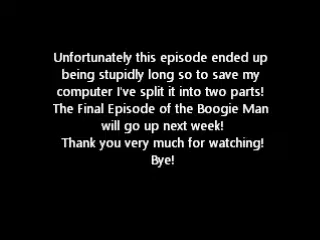 Unfortunately this episode ended up
being stupidly long so to save my
computer I've split it into two parts!
The Final Episode of the Boogie Man
will go up next week!
Thank you very much for watching!
Bye!